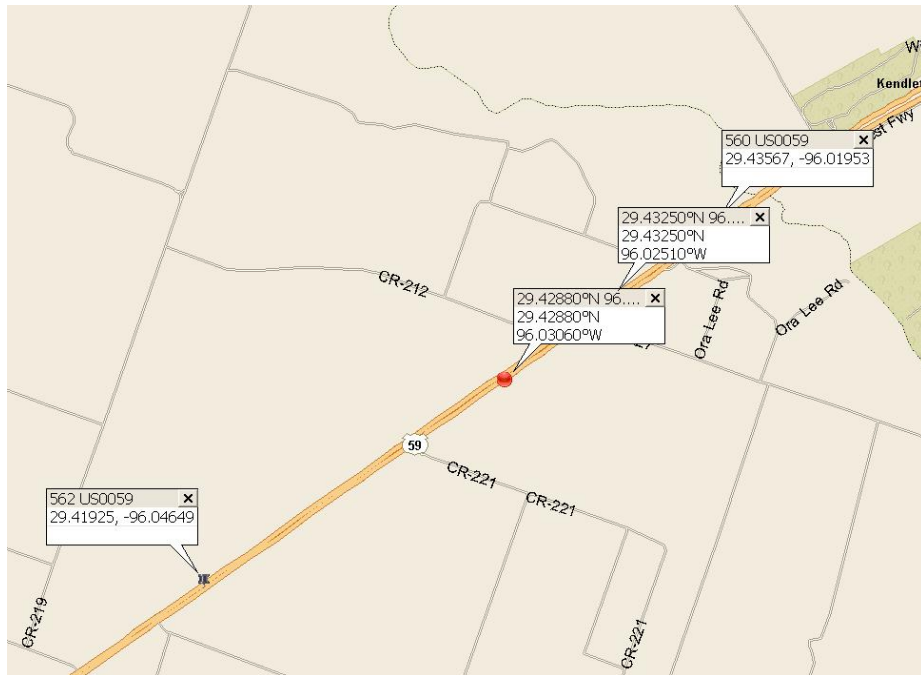 Kendlet
est Fwy
560 US0059
29.43567, -96.01953
29.43250°N 96....
29.43250°N
96.02510°W
CR-212
Ora Lee Rd
Ora Lee Rd
29.42880°N 96....
29.42880°N
96.03060°W
59
CR-221
CR-221
562 US0059
29.41925, -96.04649
CR-219
CR-221